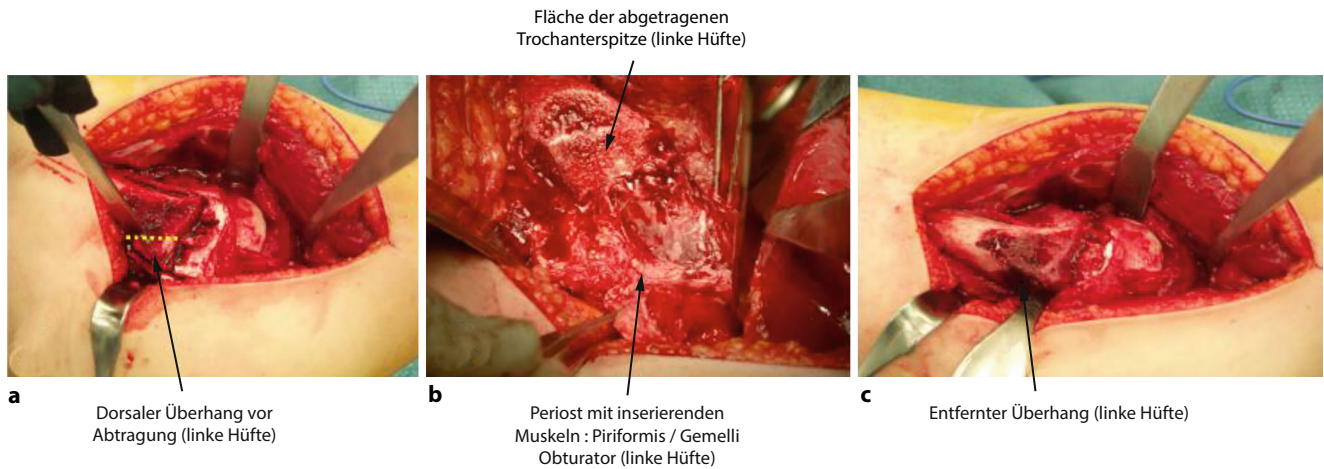 Fläche der abgetragenen
Trochanterspitze (linke Hüfte)
a
Dorsaler Überhang vor
Abtragung (linke Hüfte)
b
Periost mit inserierenden
Muskeln : Piriformis / Gemelli
Obturator (linke Hüfte)
c
Entfernter Überhang (linke Hüfte)